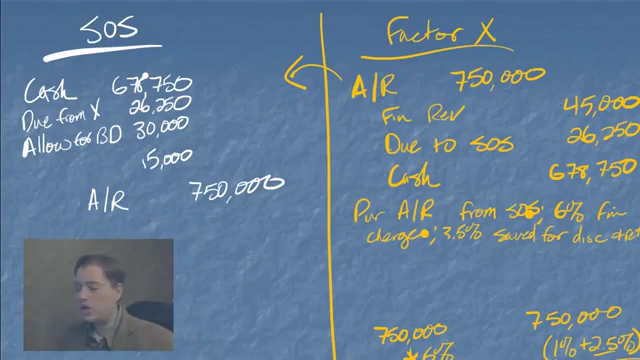 SOS
Cash 678,750
Due from X 26,250
Allow for BD 30,000
15,000
A/R 750,000
Factor X
A/R 750,000
Fin Rev 45,000
Due to SOS 26,250
Cash 678,750
Pur A/R from SOS; 6% fin
charge; 3.5% saved for disc + ret
750,000
* 6%
750,000
(1% + 2.5%)